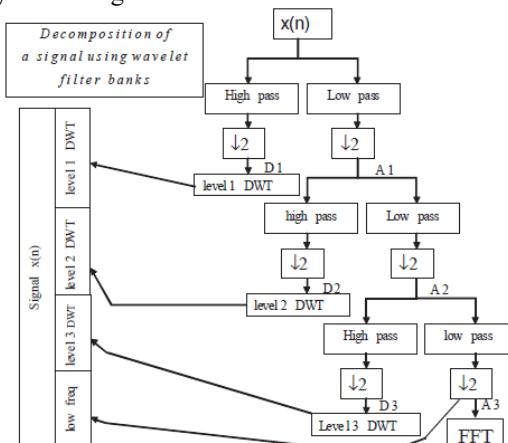 x(n)
Decomposition of
a signal using wavelet
filter banks
High pass
Low pass
↓2
↓2
D1
A1
level 1 DWT
high pass
Low pass
↓2
↓2
D2
A2
level 2 DWT
High pass
low pass
↓2
↓2
D3
A3
Level3 DWT
FFT
Signal x(n)
level 1 DWT
level 2 DWT
level 3 DWT
low freq